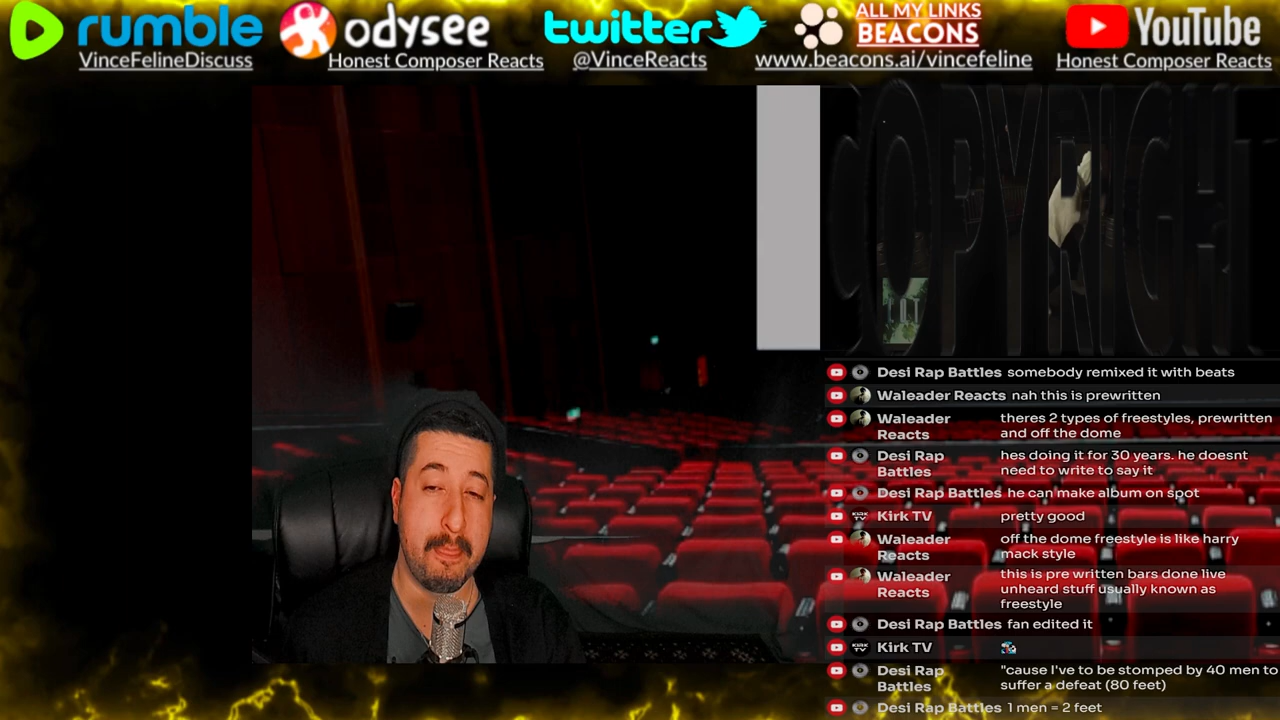 rumble
VinceFelineDiscuss
odysee
Honest Composer Reacts
twitter
@VinceReacts
ALL MY LINKS
BEACONS
www.beacons.ai/vincefeline
YouTube
Honest Composer Reacts
COPYRIGHT
Desi Rap Battles somebody remixed it with beats
Waleader Reacts nah this is prewritten
Waleader Reacts theres 2 types of freestyles, prewritten
and off the dome
Desi Rap Battles hes doing it for 30 years. he doesnt
need to write to say it
Desi Rap Battles he can make album on spot
Kirk TV pretty good
Waleader Reacts off the dome freestyle is like harry
mack style
Waleader Reacts this is pre written bars done live
unheard stuff usually known as
freestyle
Desi Rap Battles fan edited it
Kirk TV
Desi Rap Battles "cause I've to be stomped by 40 men to
suffer a defeat (80 feet)
Desi Rap Battles 1 men = 2 feet